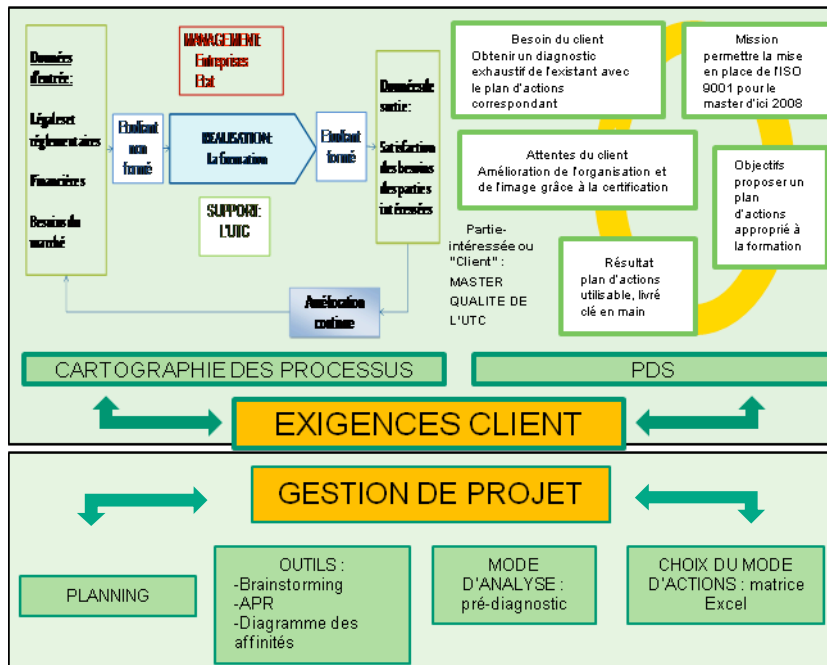 Données
d'entrée:
Légales et
réglementaires
Financières
Besoins du
marché
Etudiant
non
formé
MANAGEMENT:
Entreprises
Etat
REALISATION:
la formation
SUPPORT:
L'UTC
Etudiant
formé
Données de
sortie:
Satisfaction
des besoins
des parties
intéressées
Amélioration
continue
Besoin du client
Obtenir un diagnostic
exhaustif de l'existant avec
le plan d'actions
correspondant
Mission
permettre la mise
en place de l'ISO
9001 pour le
master d'ici 2008
Attentes du client
Amélioration de l'organisation et
de l'image grâce à la certification
Objectifs
proposer un
plan
d'actions
approprié à
la formation
Partie-
intéressée ou
"Client" :
MASTER
QUALITE DE
L'UTC
Résultat
plan d'actions
utilisable, livré
clé en main
CARTOGRAPHIE DES PROCESSUS
PDS
EXIGENCES CLIENT
GESTION DE PROJET
PLANNING
OUTILS :
-Brainstorming
-APR
-Diagramme des
affinités
MODE
D'ANALYSE :
pré-diagnostic
CHOIX DU MODE
D'ACTIONS : matrice
Excel